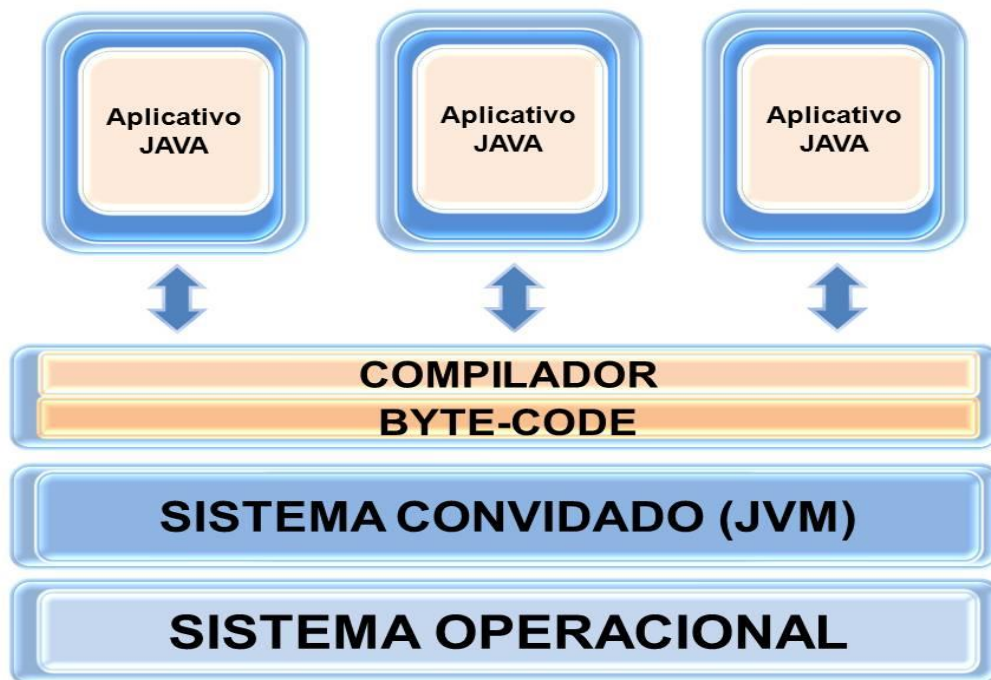 Aplicativo
JAVA
Aplicativo
JAVA
Aplicativo
JAVA
COMPILADOR
BYTE-CODE
SISTEMA CONVIDADO (JVM)
SISTEMA OPERACIONAL